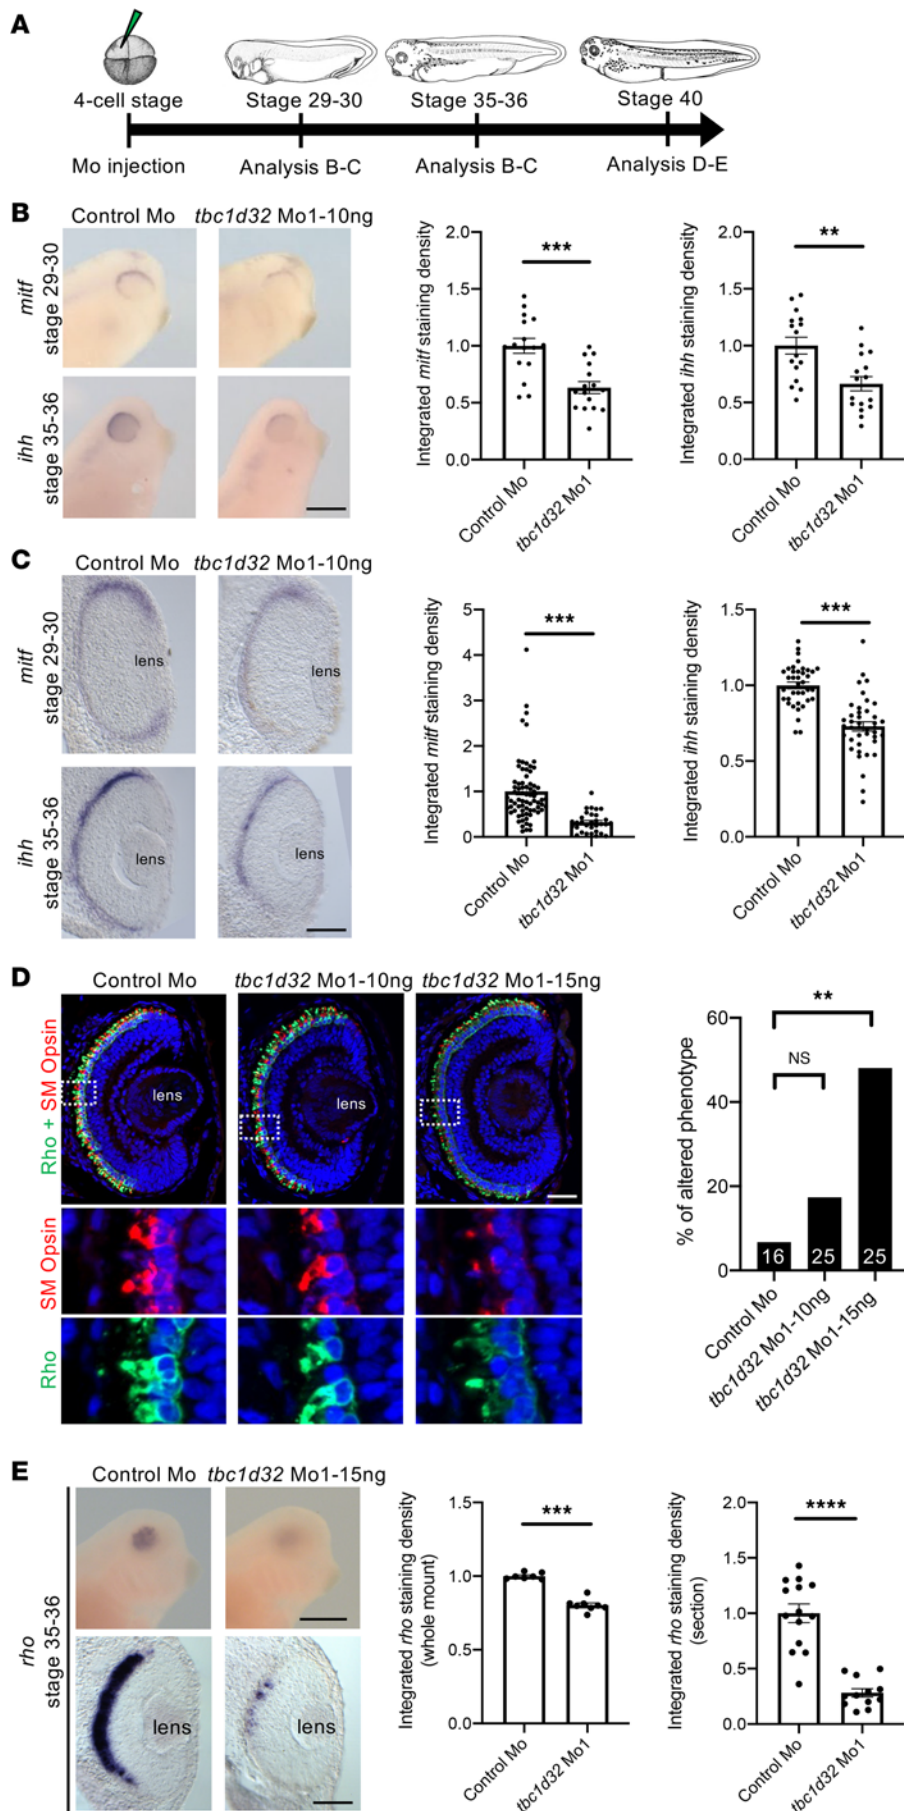 A
4-cell stage
Stage 29-30
Stage 35-36
Stage 40
Mo injection
Analysis B-C
Analysis B-C
Analysis D-E
B
Control Mo
tbc1d32 Mo1-10ng
mitf
stage 29-30
ihh
stage 35-36
Integrated mitf staining density
2.0
1.5
1.0
0.5
0.0
***
Control Mo
tbc1d32 Mo1
Integrated ihh staining density
2.0
1.5
1.0
0.5
0.0
**
Control Mo
tbc1d32 Mo1
C
Control Mo
tbc1d32 Mo1-10ng
mitf
stage 29-30
lens
lens
ihh
stage 35-36
lens
lens
Integrated mitf staining density
5
4
3
2
1
0
***
Control Mo
tbc1d32 Mo1
Integrated ihh staining density
1.5
1.0
0.5
0.0
***
Control Mo
tbc1d32 Mo1
D
Control Mo
tbc1d32 Mo1-10ng
tbc1d32 Mo1-15ng
Rho + SM Opsin
lens
lens
SM Opsin
Rho
% of altered phenotype
60
40
20
0
**
NS
16
25
25
Control Mo
tbc1d32 Mo1-10ng
tbc1d32 Mo1-15ng
E
Control Mo
tbc1d32 Mo1-15ng
rho
stage 35-36
lens
lens
Integrated rho staining density
(whole mount)
1.5
1.0
0.5
0.0
***
Control Mo
tbc1d32 Mo1
Integrated rho staining density
(section)
2.0
1.5
1.0
0.5
0.0
****
Control Mo
tbc1d32 Mo1